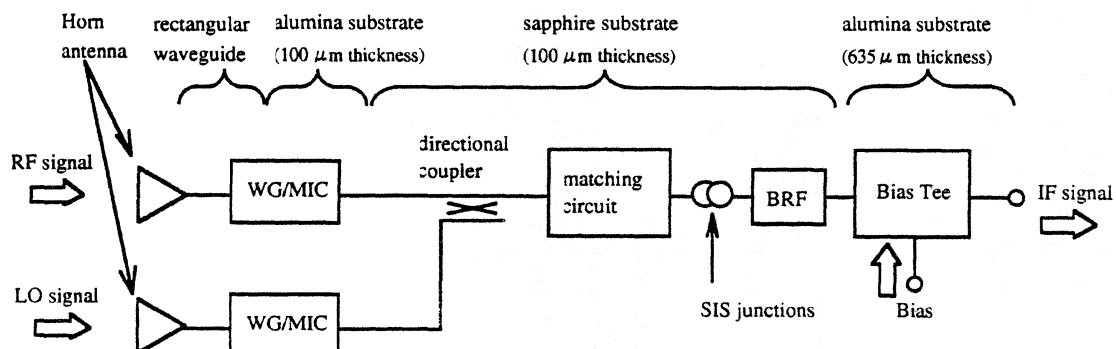 Horn
antenna
rectangular
waveguide
alumina substrate
(100 μm thickness)
sapphire substrate
(100 μm thickness)
alumina substrate
(635 μ m thickness)
RF signal
WG/MIC
directional
coupler
matching
circuit
BRF
Bias Tee
IF signal
LO signal
WG/MIC
SIS junctions
Bias